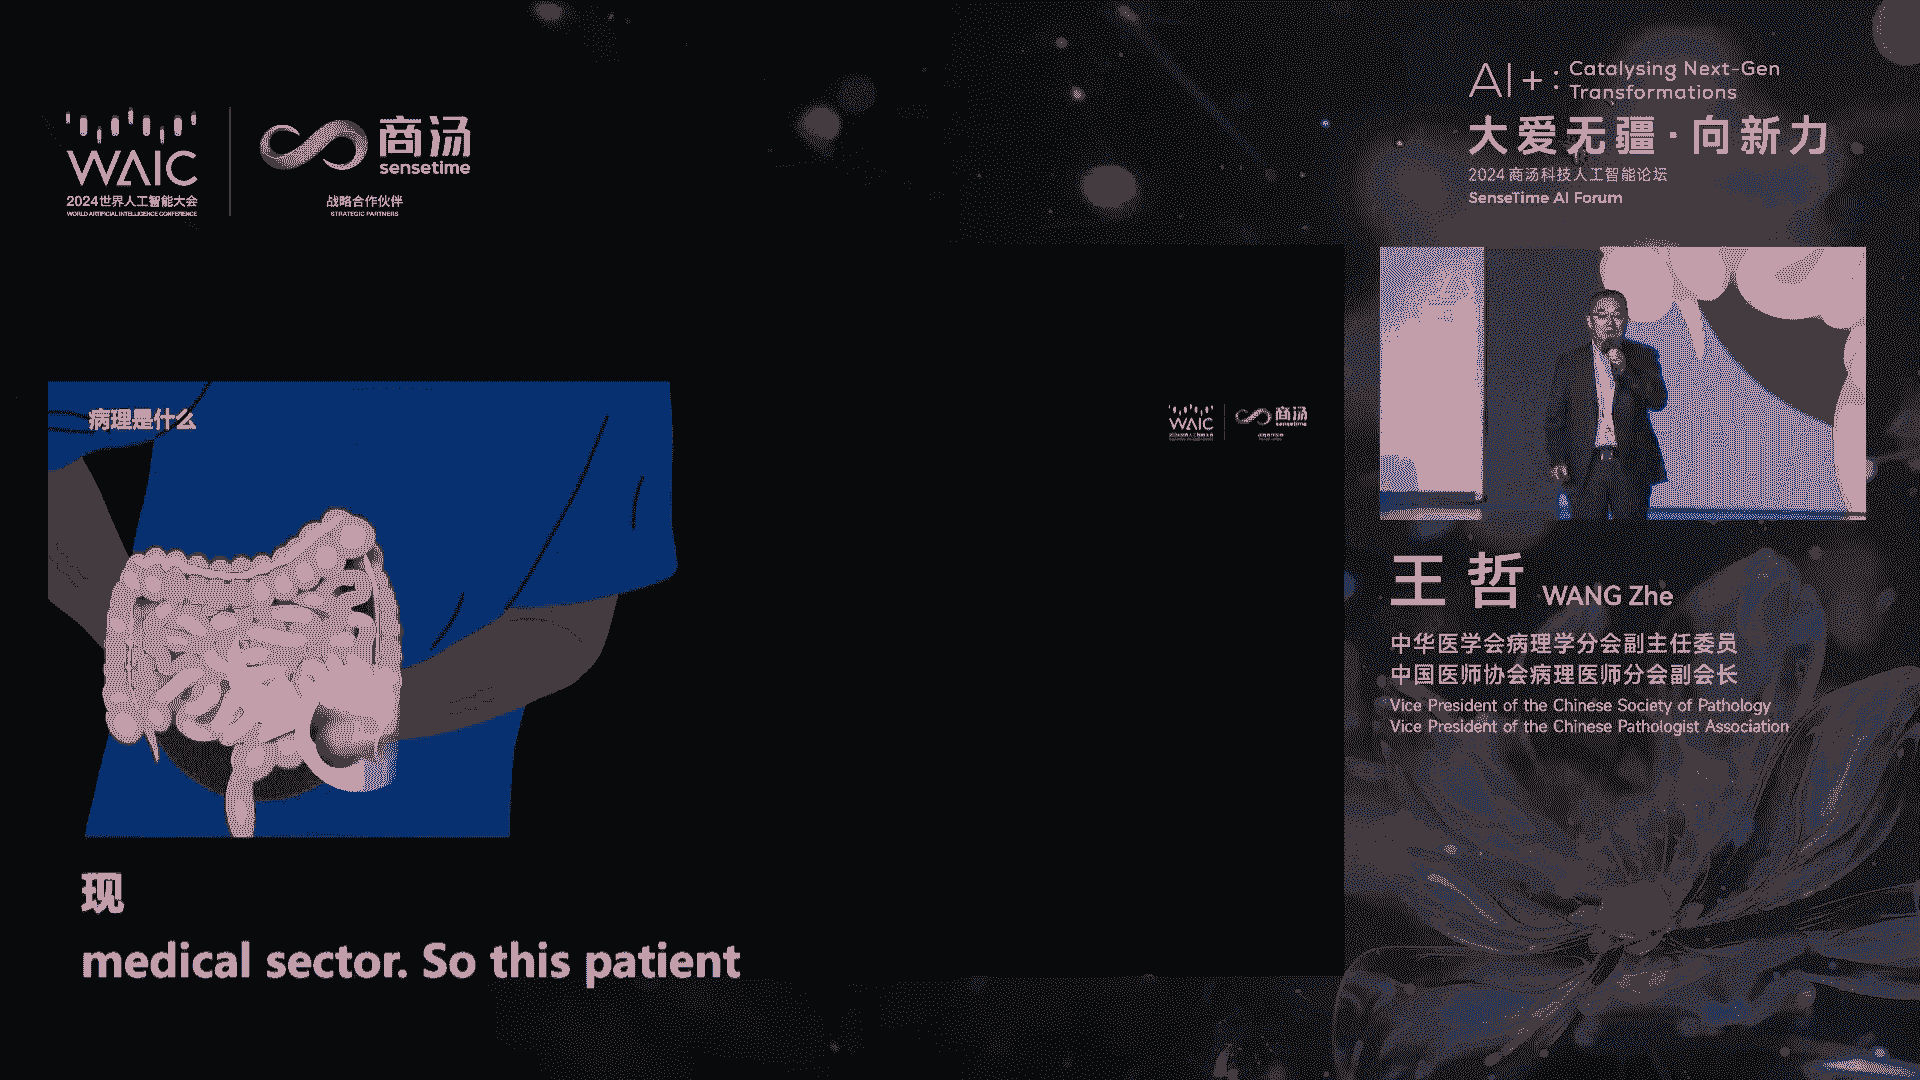 WAIC
2024世界人工智能大会
WORLD ARTIFICIAL INTELLIGENCE CONFERENCE
商汤
sensetime
战略合作伙伴
STRATEGIC PARTNERS
AI+: Catalysing Next-Gen
Transformations
大爱无疆·向新力
2024 商汤科技人工智能论坛
SenseTime AI Forum
病理是什么
WAIC
商汤
sensetime
王哲 WANG Zhe
中华医学会病理学分会副主任委员
中国医师协会病理医师分会副会长
Vice President of the Chinese Society of Pathology
Vice President of the Chinese Pathologist Association
现
medical sector. So this patient